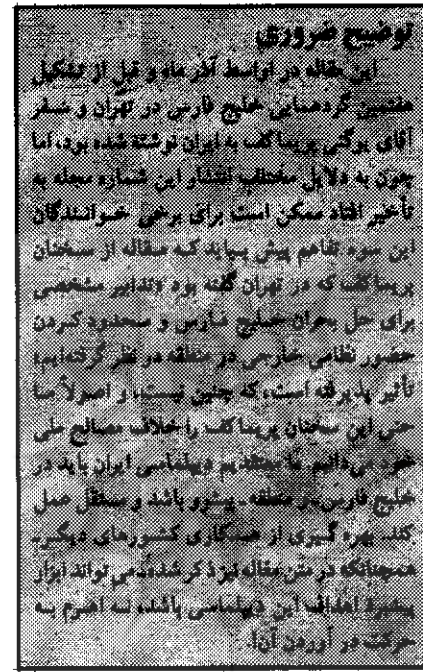 توضیح ضروری
این مقاله در اواسط آذر ماه و قبل از تشکیل
هفتمین گردهمایی خلیج فارس در تهران و سفر
آقای یوگنی پریماکف به ایران نوشته شده بود، اما
چون به دلایل مختلف انتشار این شماره مجله به
تأخیر افتاد ممکن است برای برخی خوانندگان
این سوء تفاهم پیش بیاید که مقاله از سخنان
پریماکف که در تهران گفته بود «تدابیر مشخصی
برای حل بحران خلیج فارس و محدود کردن
حضور نظامی خارجی در منطقه در نظر گرفته‌ایم»
تأثیر پذیرفته است، که چنین نیست، و اصولاً ما
حتی این سخنان پریماکف را خلاف مصالح ملی
خود می‌دانیم. ما معتقدیم دیپلماسی ایران باید در
خلیج فارس و منطقه ـ پیشرو باشد و مستقل عمل
کند. بهره گیری از همکاری کشورهای دیگر ـ
همچنانکه در متن مقاله نیز ذکر شده ـ می تواند ابزار
پیشبرد اهداف این دیپلماسی باشد، نه اهرم به
حرکت در آوردن آن!.